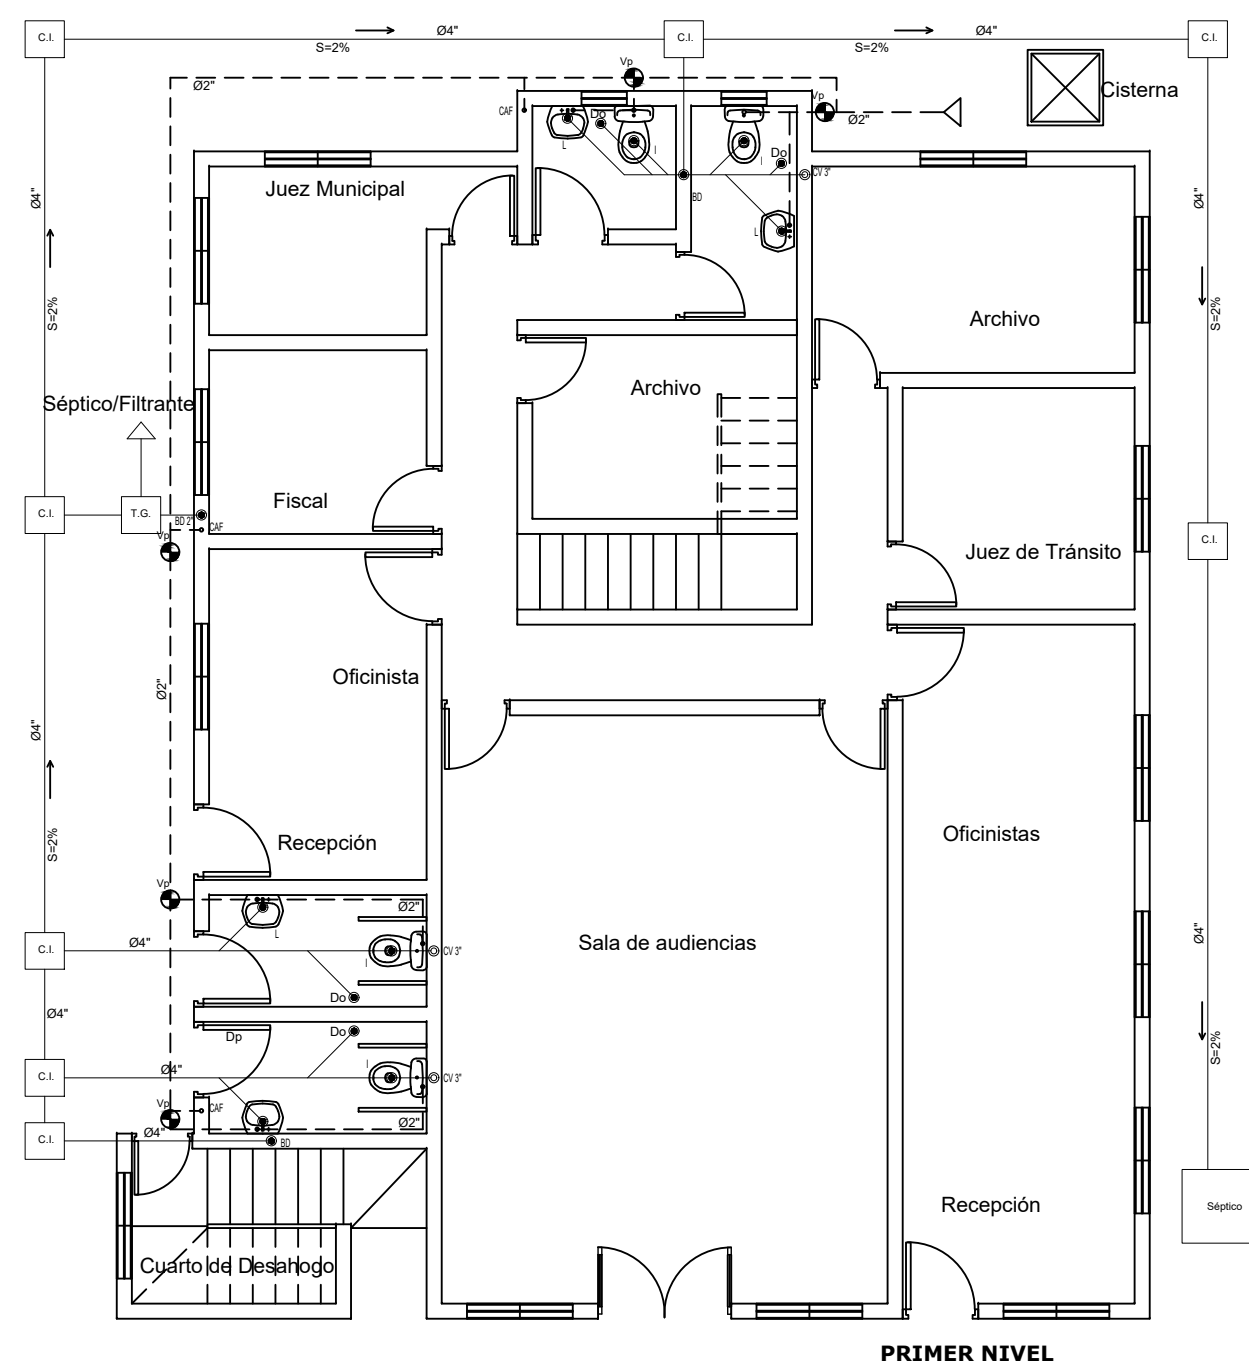 C.I.
Ø4"
C.I.
Ø4"
C.I.
S=2%
S=2%
Vp
Ø2"
Vp
Cisterna
CAF
Do
Ø2"
L
I
I
Do
CV 3"
Juez Municipal
Ø4"
BD
Ø4"
L
S=2%
S=2%
Archivo
Archivo
Séptico/Filtrante
Fiscal
C.I.
T.G.
BD 2"
CAF
Vp
C.I.
Juez de Tránsito
Oficinista
Ø2"
Ø4"
Oficinistas
S=2%
Recepción
Vp
Ø2"
L
Ø4"
C.I.
Ø4"
CV 3"
I
Sala de audiencias
Do
Ø4"
Dp
Do
S=2%
I
C.I.
Ø4"
CV 3"
Vp
CAF
Ø2"
C.I.
Ø4"
BD
Recepción
Séptico
Cuarto de Desahogo
PRIMER NIVEL